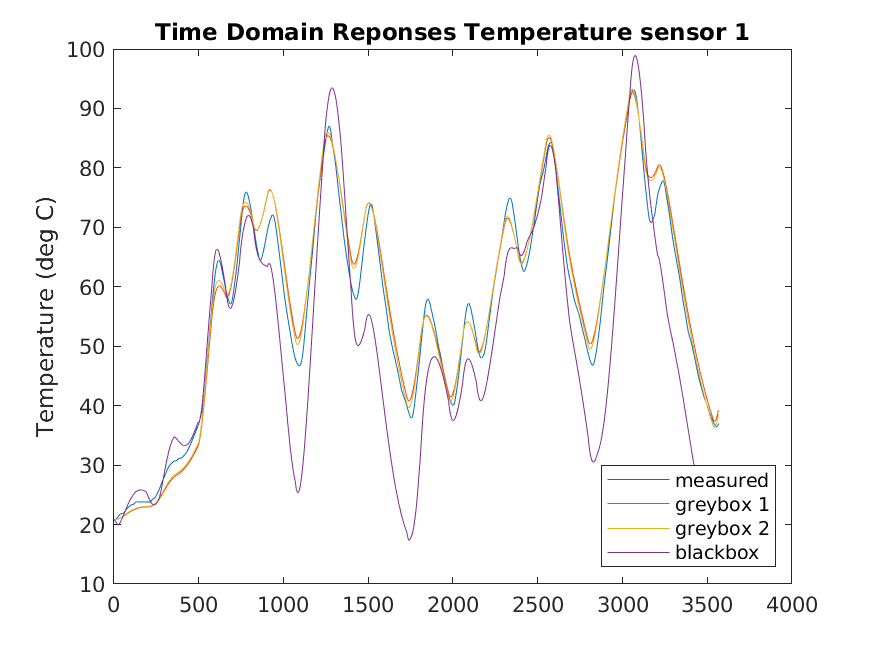 Time Domain Reponses Temperature sensor 1
Temperature (deg C)
100
90
80
70
60
50
40
30
20
10
0 500 1000 1500 2000 2500 3000 3500 4000
measured
greybox 1
greybox 2
blackbox